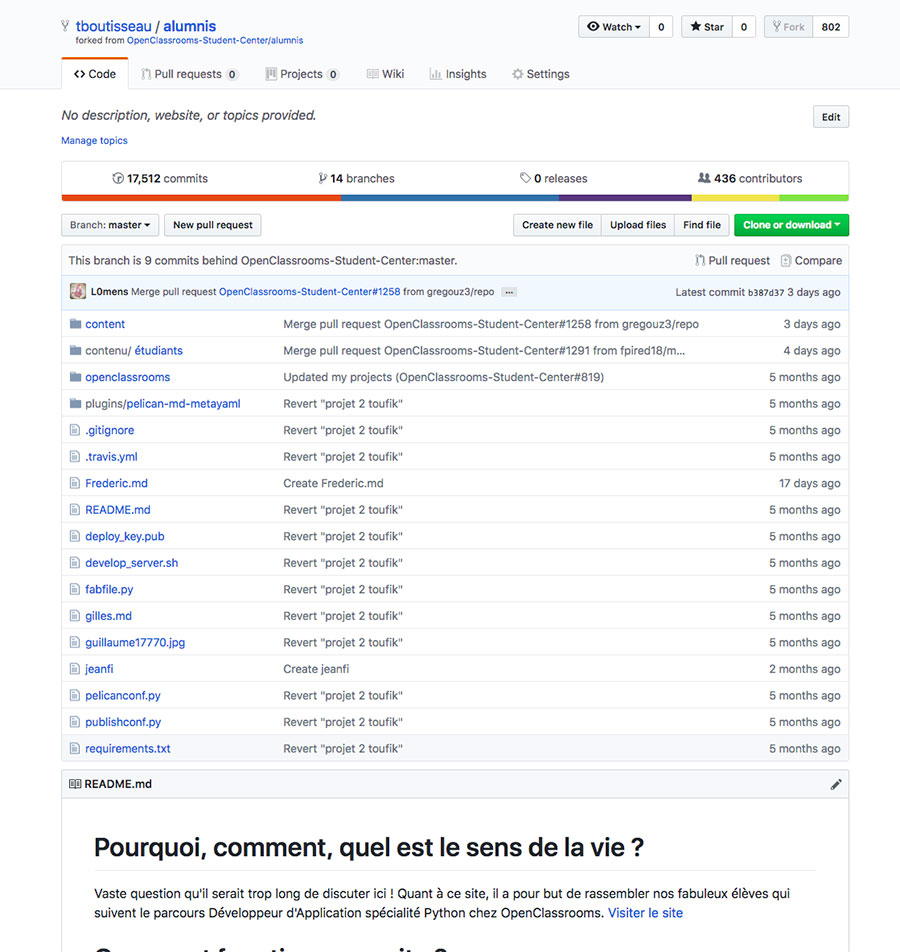 tboutisseau / alumnis
forked from OpenClassrooms-Student-Center/alumnis
Watch 0 Star 0 Fork 802
Code Pull requests 0 Projects 0 Wiki Insights Settings
No description, website, or topics provided.
Edit
Manage topics
17,512 commits 14 branches 0 releases 436 contributors
Branch: master New pull request Create new file Upload files Find file Clone or download
This branch is 9 commits behind OpenClassrooms-Student-Center:master. Pull request Compare
L0mens Merge pull request OpenClassrooms-Student-Center#1258 from gregouz3/repo ... Latest commit b387d37 3 days ago
content Merge pull request OpenClassrooms-Student-Center#1258 from gregouz3/repo 3 days ago
contenu/ étudiants Merge pull request OpenClassrooms-Student-Center#1291 from fpired18/m... 4 days ago
openclassrooms Updated my projects (OpenClassrooms-Student-Center#819) 5 months ago
plugins/pelican-md-metayaml Revert "projet 2 toufik" 5 months ago
.gitignore Revert "projet 2 toufik" 5 months ago
.travis.yml Revert "projet 2 toufik" 5 months ago
Frederic.md Create Frederic.md 17 days ago
README.md Revert "projet 2 toufik" 5 months ago
deploy_key.pub Revert "projet 2 toufik" 5 months ago
develop_server.sh Revert "projet 2 toufik" 5 months ago
fabfile.py Revert "projet 2 toufik" 5 months ago
gilles.md Revert "projet 2 toufik" 5 months ago
guillaume17770.jpg Revert "projet 2 toufik" 5 months ago
jeanfi Create jeanfi 2 months ago
pelicanconf.py Revert "projet 2 toufik" 5 months ago
publishconf.py Revert "projet 2 toufik" 5 months ago
requirements.txt Revert "projet 2 toufik" 5 months ago
README.md
Pourquoi, comment, quel est le sens de la vie ?
Vaste question qu'il serait trop long de discuter ici ! Quant à ce site, il a pour but de rassembler nos fabuleux élèves qui
suivent le parcours Développeur d'Application spécialité Python chez OpenClassrooms. Visiter le site